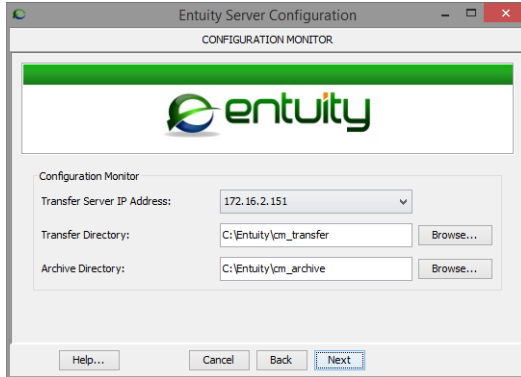 Entuity Server Configuration
CONFIGURATION MONITOR
entuity
Configuration Monitor
Transfer Server IP Address: 172.16.2.151
Transfer Directory: C:\Entuity\cm_transfer Browse...
Archive Directory: C:\Entuity\cm_archive Browse...
Help... Cancel Back Next